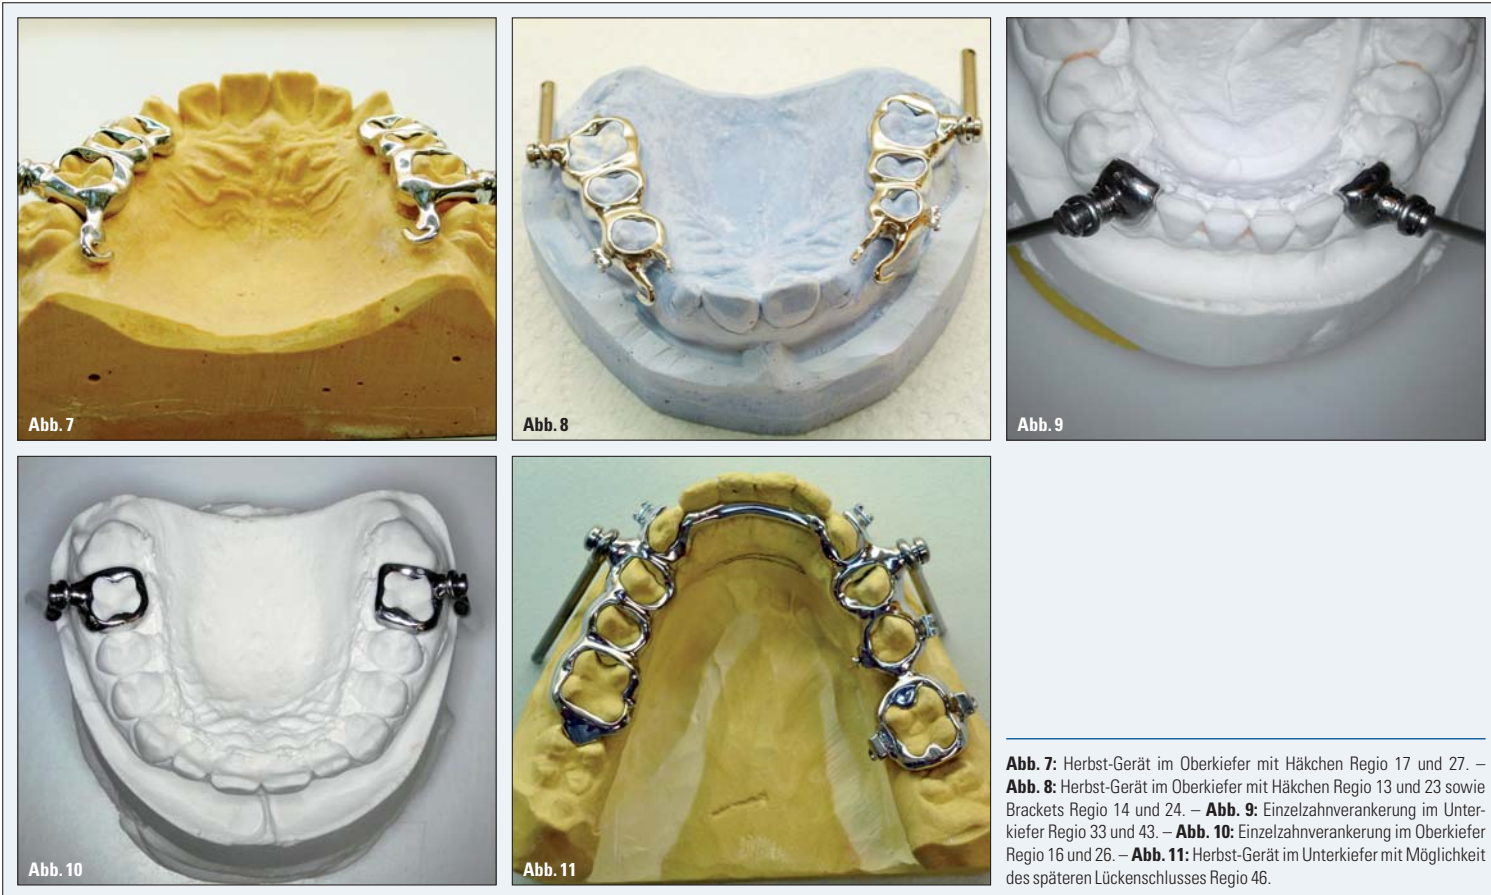 Abb. 7
Abb. 8
Abb. 9
Abb. 10
Abb. 11
Abb. 7: Herbst-Gerät im Oberkiefer mit Häkchen Regio 17 und 27. –
Abb. 8: Herbst-Gerät im Oberkiefer mit Häkchen Regio 13 und 23 sowie
Brackets Regio 14 und 24. – Abb. 9: Einzelzahnverankerung im Unter-
kiefer Regio 33 und 43. – Abb. 10: Einzelzahnverankerung im Oberkiefer
Regio 16 und 26. – Abb. 11: Herbst-Gerät im Unterkiefer mit Möglichkeit
des späteren Lückenschlusses Regio 46.